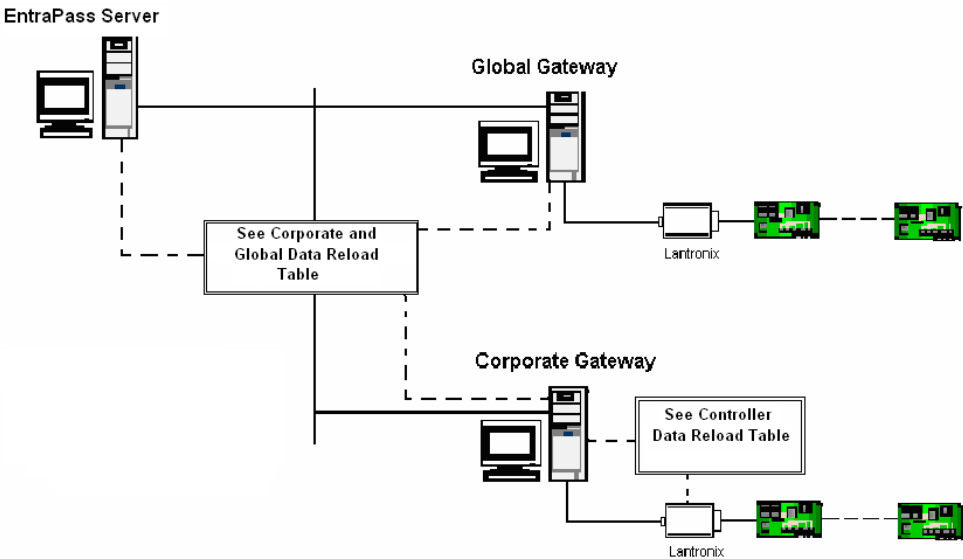 EntraPass Server
Global Gateway
See Corporate and
Global Data Reload
Table
Lantronix
Corporate Gateway
See Controller
Data Reload Table
Lantronix